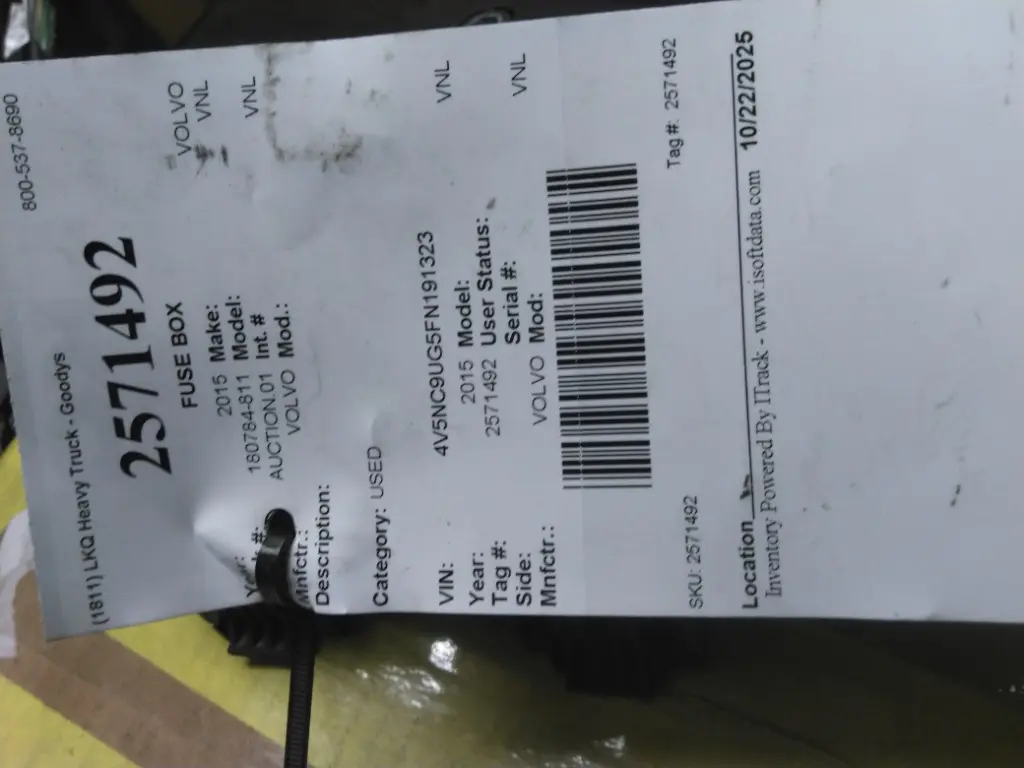 (1811) LKQ Heavy Truck - Goodys 800-537-8690
2571492
FUSE BOX
2015 Make: VOLVO
180784-811 Model: VNL
AUCTION.01 Int. #
Mnfctr.: VOLVO Mod.: VNL
Description:
Category: USED
VIN: 4V5NC9UG5FN191323
Year: 2015 Model: VNL
Tag #: 2571492 User Status:
Side: Serial #:
Mnfctr.: VOLVO Mod: VNL
SKU: 2571492 Tag #: 2571492
Location 10/22/2025
Inventory Powered By ITrack - www.isoftdata.com